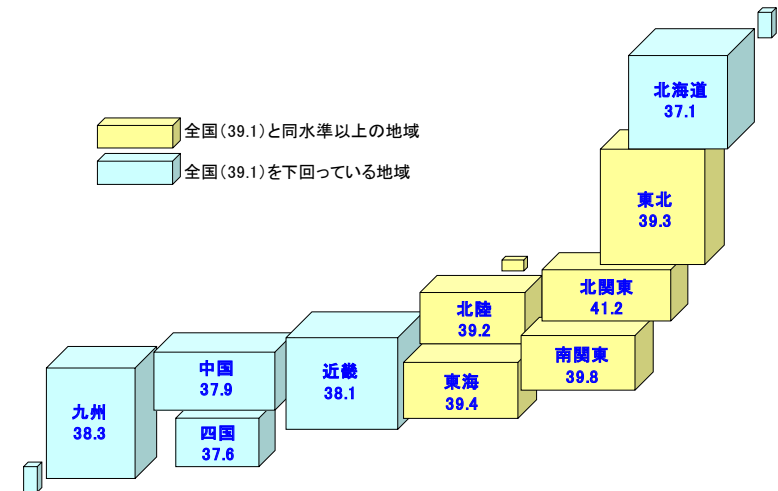 北海道
37.1
全国(39.1)と同水準以上の地域
全国(39.1)を下回っている地域
東北
39.3
北関東
41.2
北陸
39.2
南関東
39.8
中国
37.9
近畿
38.1
東海
39.4
九州
38.3
四国
37.6